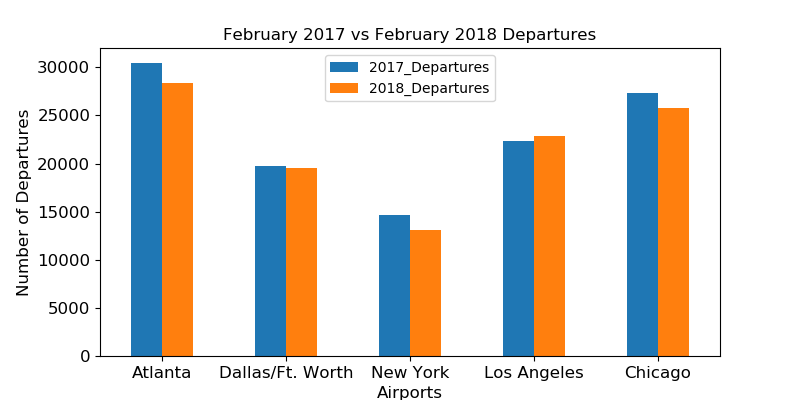 February 2017 vs February 2018 Departures
2017_Departures
2018_Departures
Number of Departures
30000
25000
20000
15000
10000
5000
0
Atlanta Dallas/Ft. Worth New York Los Angeles Chicago
Airports